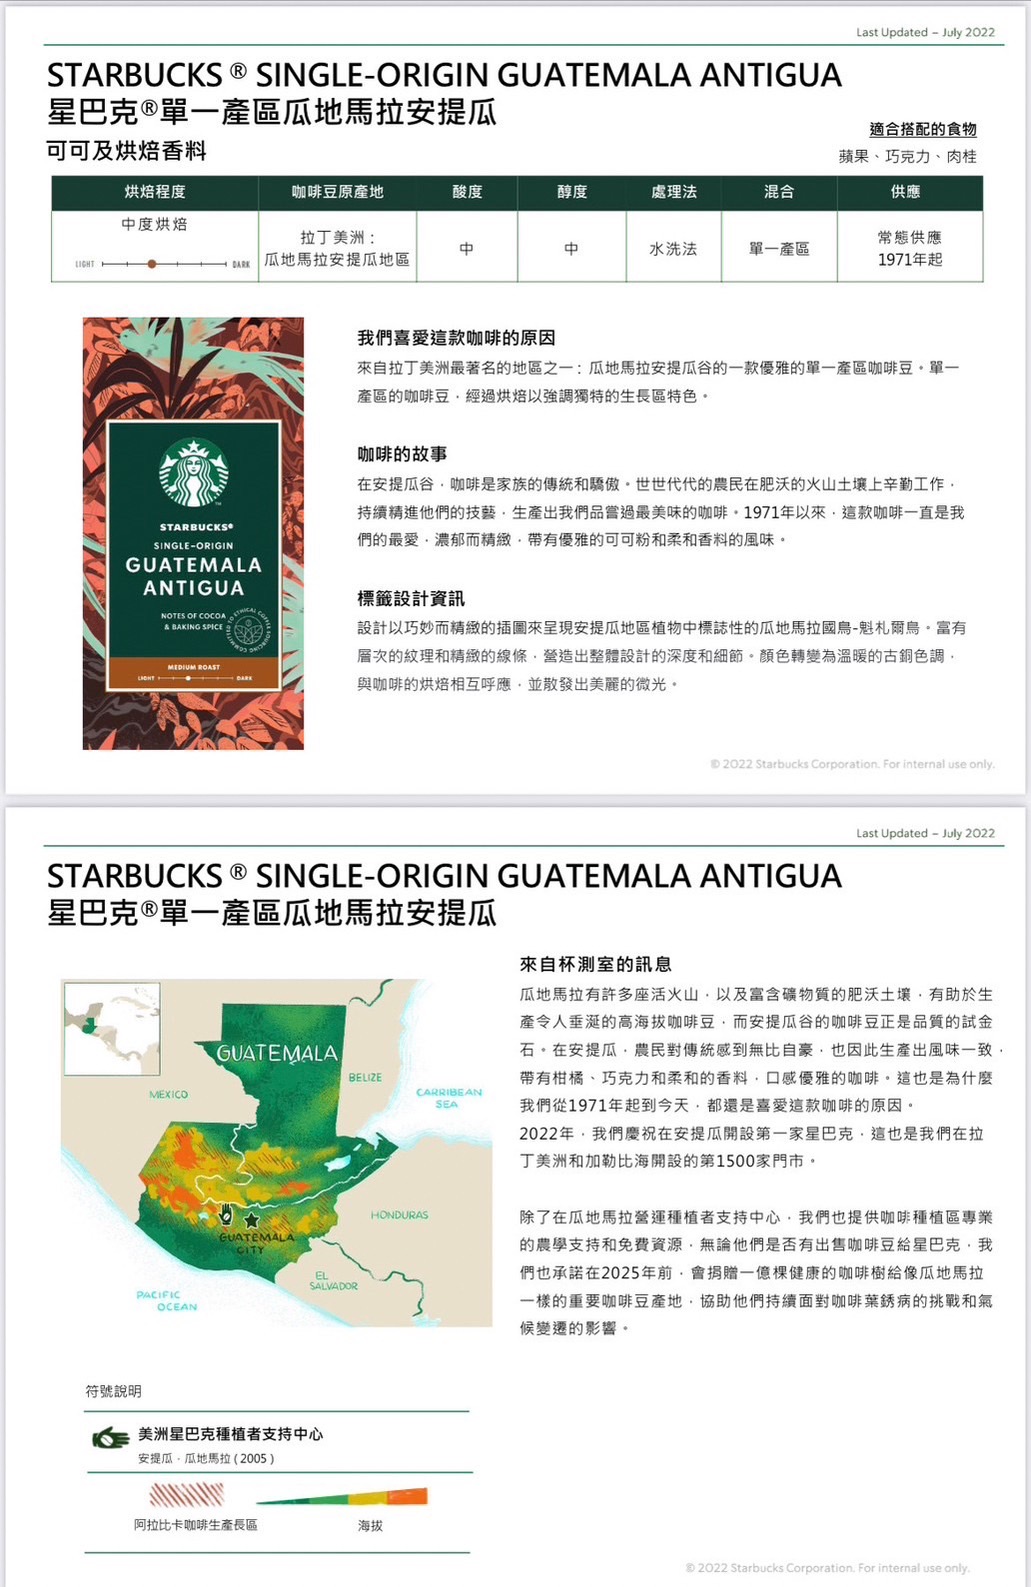 Last Updated – July 2022
STARBUCKS ® SINGLE-ORIGIN GUATEMALA ANTIGUA
星巴克®單一產區瓜地馬拉安提瓜
可可及烘焙香料
適合搭配的食物
蘋果、巧克力、肉桂
烘焙程度 咖啡豆原產地 酸度 醇度 處理法 混合 供應
中度烘焙
LIGHT DARK
拉丁美洲：
瓜地馬拉安提瓜地區
中
中
水洗法
單一產區
常態供應
1971年起
STARBUCKS®
SINGLE-ORIGIN
GUATEMALA
ANTIGUA
NOTES OF COCOA
& BAKING SPICE
COMMITTED TO ETHICAL COFFEE SOURCING
MEDIUM ROAST
LIGHT DARK
我們喜愛這款咖啡的原因
來自拉丁美洲最著名的地區之一：瓜地馬拉安提瓜谷的一款優雅的單一產區咖啡豆。單一
產區的咖啡豆，經過烘焙以強調獨特的生長區特色。
咖啡的故事
在安提瓜谷，咖啡是家族的傳統和驕傲。世世代代的農民在肥沃的火山土壤上辛勤工作，
持續精進他們的技藝，生產出我們品嘗過最美味的咖啡。1971年以來，這款咖啡一直是我
們的最愛，濃郁而精緻，帶有優雅的可可粉和柔和香料的風味。
標籤設計資訊
設計以巧妙而精緻的插圖來呈現安提瓜地區植物中標誌性的瓜地馬拉國鳥-魁札爾鳥。富有
層次的紋理和精緻的線條，營造出整體設計的深度和細節。顏色轉變為溫暖的古銅色調，
與咖啡的烘焙相互呼應，並散發出美麗的微光。
© 2022 Starbucks Corporation. For internal use only.
Last Updated – July 2022
STARBUCKS ® SINGLE-ORIGIN GUATEMALA ANTIGUA
星巴克®單一產區瓜地馬拉安提瓜
GUATEMALA
MEXICO
BELIZE
CARRIBEAN
SEA
HONDURAS
GUATEMALA
CITY
EL
SALVADOR
PACIFIC
OCEAN
來自杯測室的訊息
瓜地馬拉有許多座活火山，以及富含礦物質的肥沃土壤，有助於生
產令人垂涎的高海拔咖啡豆，而安提瓜谷的咖啡豆正是品質的試金
石。在安提瓜，農民對傳統感到無比自豪，也因此生產出風味一致，
帶有柑橘、巧克力和柔和的香料，口感優雅的咖啡。這也是為什麼
我們從1971年起到今天，都還是喜愛這款咖啡的原因。
2022年，我們慶祝在安提瓜開設第一家星巴克，這也是我們在拉
丁美洲和加勒比海開設的第1500家門市。
除了在瓜地馬拉營運種植者支持中心，我們也提供咖啡種植區專業
的農學支持和免費資源，無論他們是否有出售咖啡豆給星巴克，我
們也承諾在2025年前，會捐贈一億棵健康的咖啡樹給像瓜地馬拉
一樣的重要咖啡豆產地，協助他們持續面對咖啡葉銹病的挑戰和氣
候變遷的影響。
符號說明
美洲星巴克種植者支持中心
安提瓜，瓜地馬拉 ( 2005 )
阿拉比卡咖啡生產長區
海拔
© 2022 Starbucks Corporation. For internal use only.